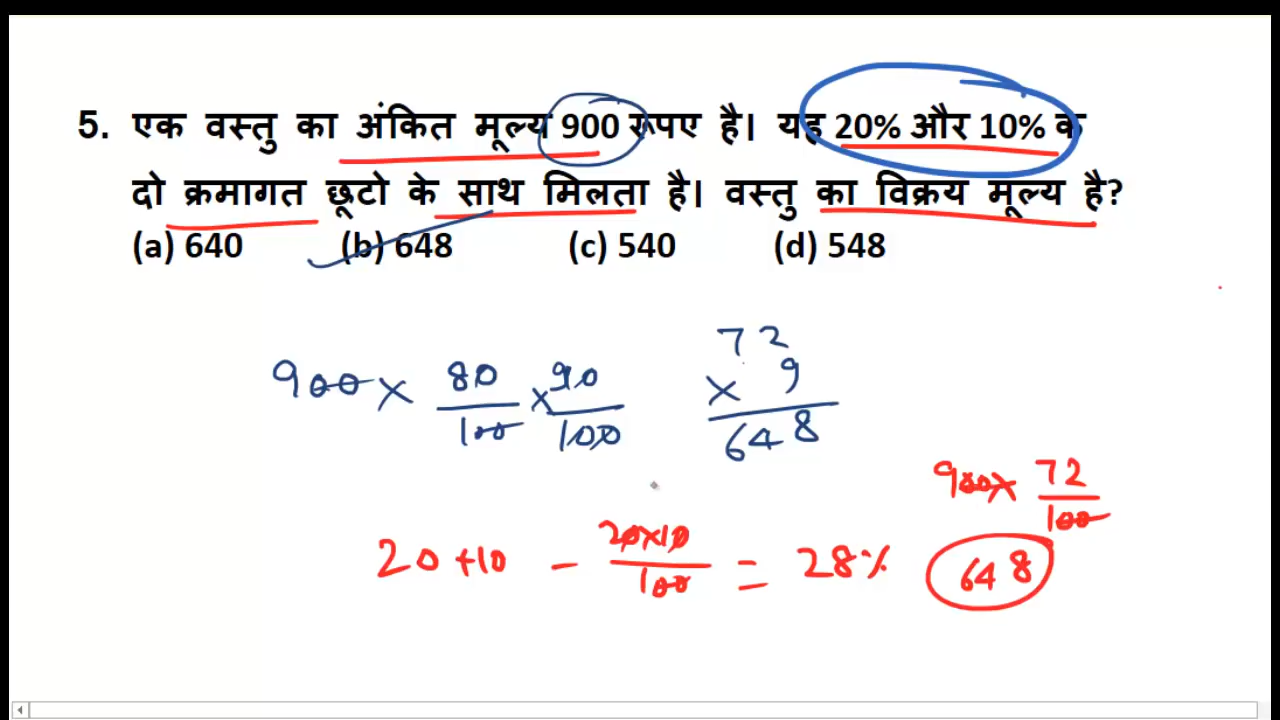 5. एक वस्तु का अंकित मूल्य 900 रूपए है। यह 20% और 10% के
दो क्रमागत छूटो के साथ मिलता है। वस्तु का विक्रय मूल्य है?
(a) 640 (b) 648 (c) 540 (d) 548
900 × 80/100 × 90/100
72
× 9
648
900 × 72/100
20 + 10 - 20×10/100 = 28%
648